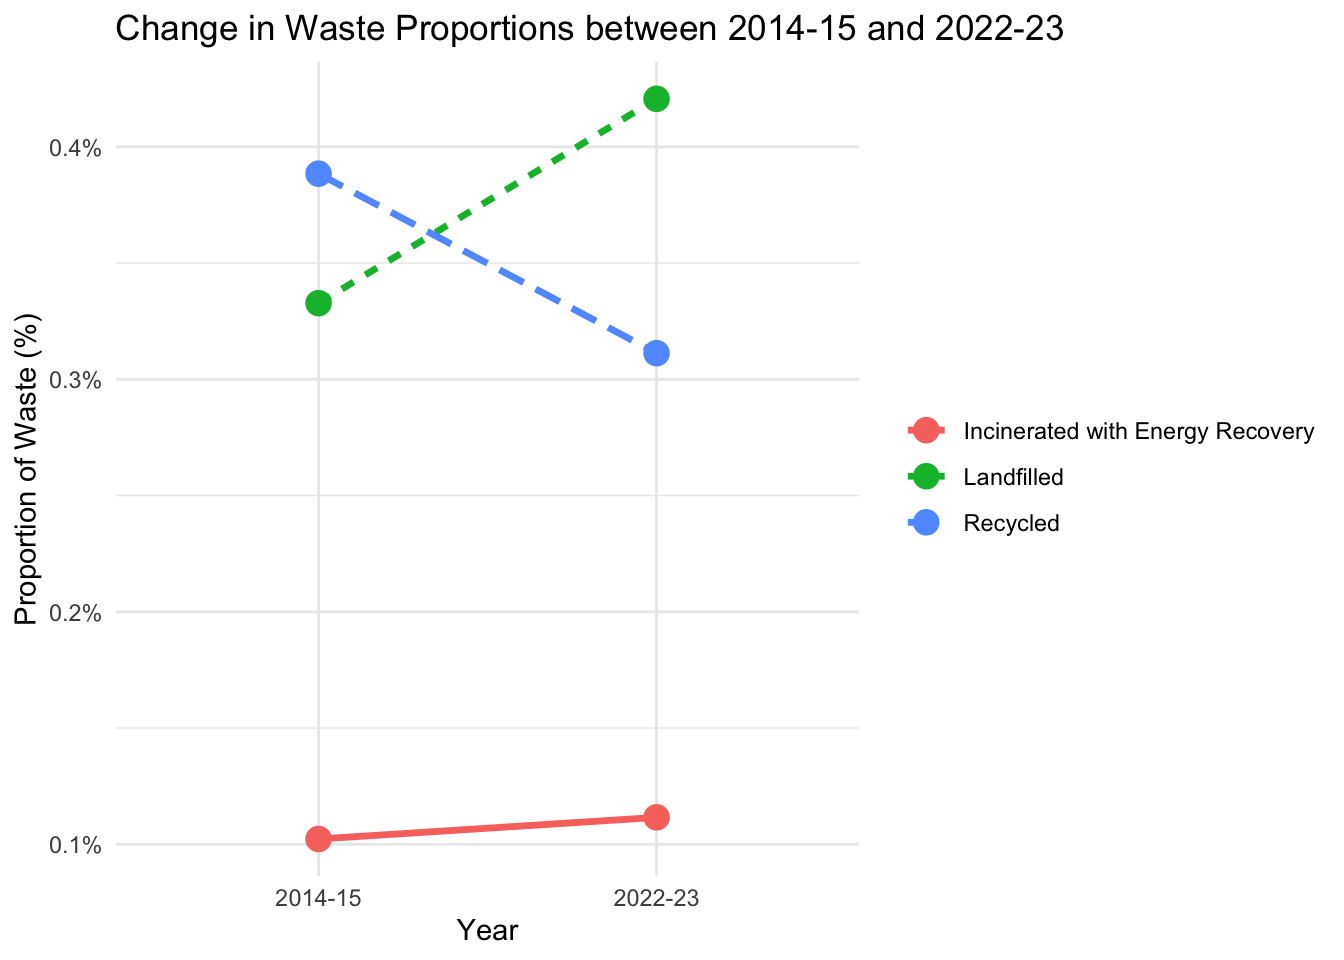 Change in Waste Proportions between 2014-15 and 2022-23
Proportion of Waste (%)
0.4%
0.3%
0.2%
0.1%
2014-15 2022-23
Year
Incinerated with Energy Recovery
Landfilled
Recycled